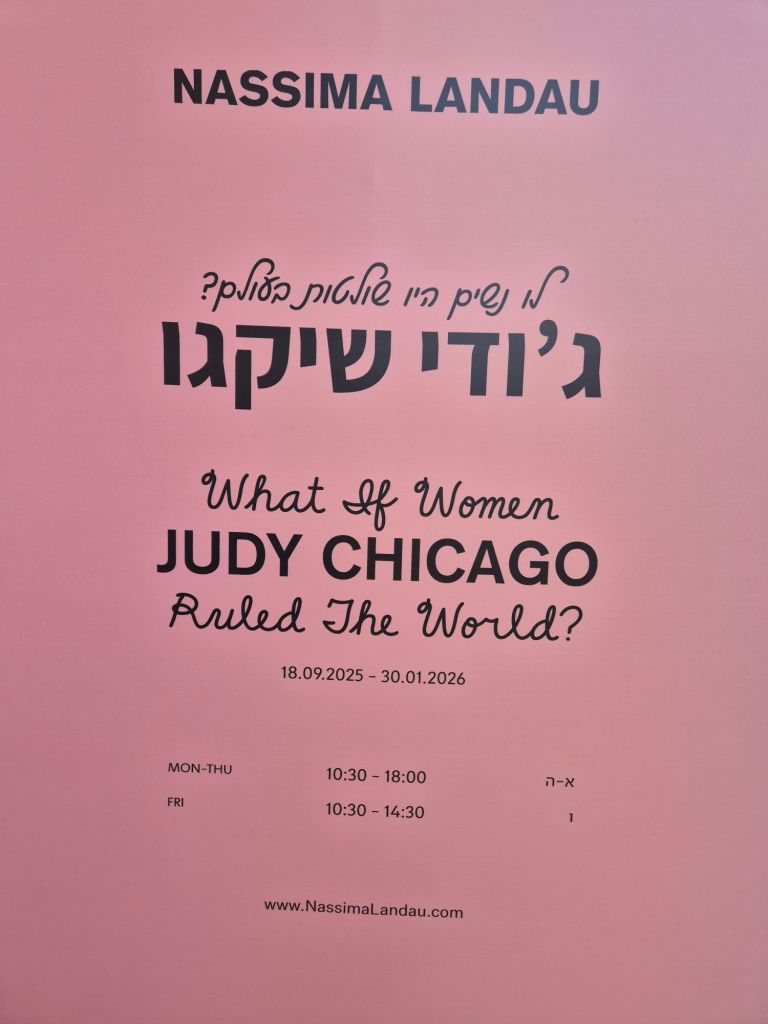 NASSIMA LANDAU
לו נשים היו שולטות בעולם?
ג'ודי שיקגו
What If Women
JUDY CHICAGO
Ruled The World?
18.09.2025 – 30.01.2026
MON-THU 10:30 – 18:00 א-ה
FRI 10:30 – 14:30 ו
www.NassimaLandau.com